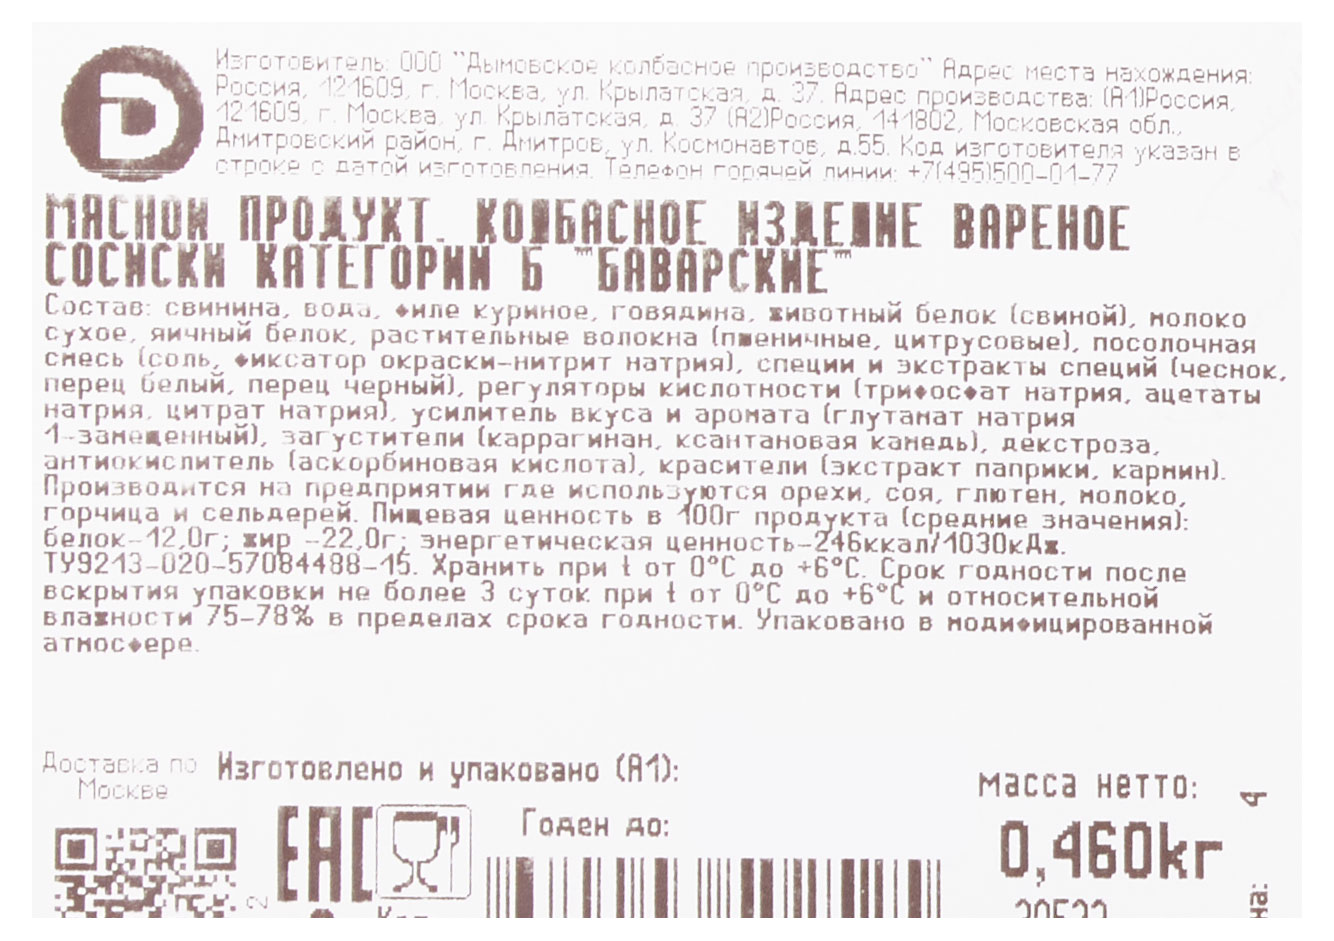 Изготовитель: ООО "Дымовское колбасное производство" Адрес места нахождения:
Россия, 121609, г. Москва, ул. Крылатская, д. 37. Адрес производства: (А1)Россия,
121609, г. Москва, ул. Крылатская, д. 37 (А2)Россия, 141802, Московская обл.,
Дмитровский район, г. Дмитров, ул. Космонавтов, д.55. Код изготовителя указан в
строке с датой изготовления. Телефон горячей линии: +7(495)500-01-77
МЯСНОЙ ПРОДУКТ. КОЛБАСНОЕ ИЗДЕЛИЕ ВАРЕНОЕ
СОСИСКИ КАТЕГОРИИ Б "БАВАРСКИЕ"
Состав: свинина, вода, филе куриное, говядина, животный белок (свиной), молоко
сухое, яичный белок, растительные волокна (пшеничные, цитрусовые), посолочная
смесь (соль, фиксатор окраски-нитрит натрия), специи и экстракты специй (чеснок,
перец белый, перец черный), регуляторы кислотности (трифосфат натрия, ацетаты
натрия, цитрат натрия), усилитель вкуса и аромата (глутамат натрия
1-замещенный), загустители (каррагинан, ксантановая камедь), декстроза,
антиокислитель (аскорбиновая кислота), красители (экстракт паприки, кармин).
Производится на предприятии где используются орехи, соя, глютен, молоко,
горчица и сельдерей. Пищевая ценность в 100г продукта (средние значения):
белок-12,0г; жир -22,0г; энергетическая ценность-246ккал/1030кДж.
ТУ9213-020-57084488-15. Хранить при t от 0°С до +6°С. Срок годности после
вскрытия упаковки не более 3 суток при t от 0°С до +6°С и относительной
влажности 75-78% в пределах срока годности. Упаковано в модифицированной
атмосфере.
Доставка по
Москве
Изготовлено и упаковано (А1):
Годен до:
масса нетто:
0,460кг
ЕАС
на: